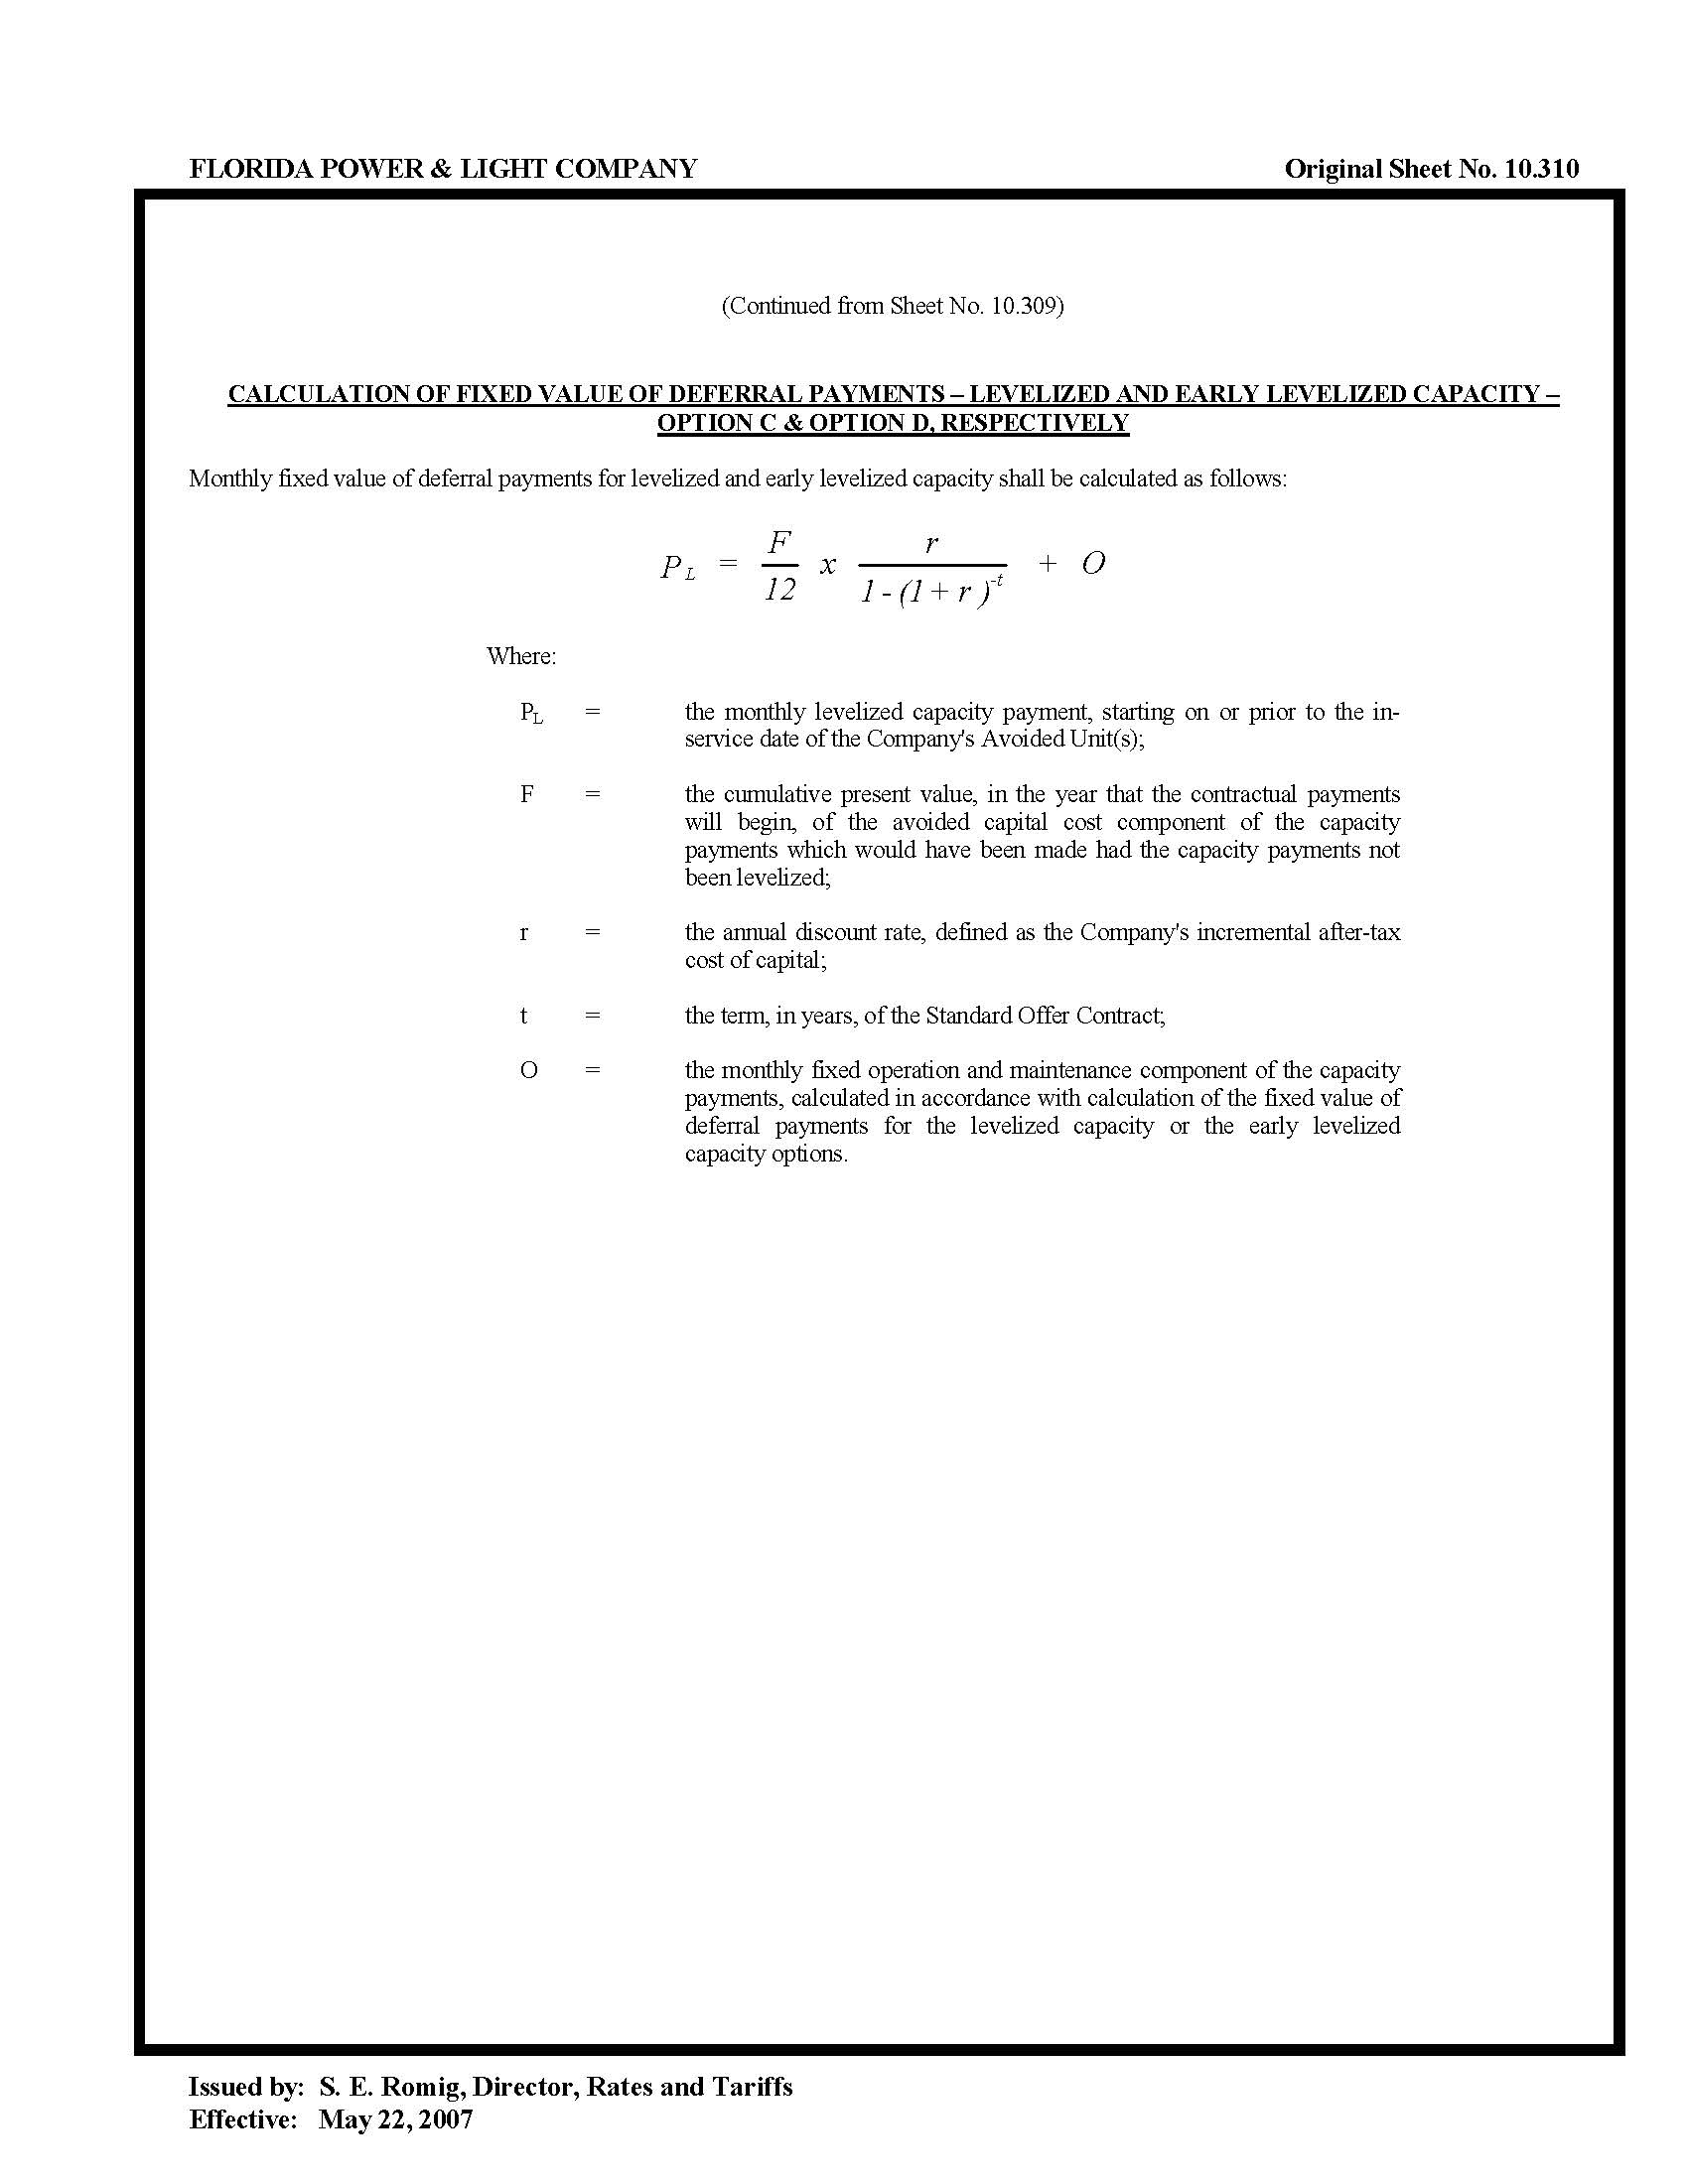 FLORIDA POWER & LIGHT COMPANY Original Sheet No. 10.310
(Continued from Sheet No. 10.309)
CALCULATION OF FIXED VALUE OF DEFERRAL PAYMENTS – LEVELIZED AND EARLY LEVELIZED CAPACITY –
OPTION C & OPTION D, RESPECTIVELY
Monthly fixed value of deferral payments for levelized and early levelized capacity shall be calculated as follows:
P_L = F/12 x r/(1 - (1 + r)^-t) + O
Where:
P_L = the monthly levelized capacity payment, starting on or prior to the in-
service date of the Company's Avoided Unit(s);
F = the cumulative present value, in the year that the contractual payments
will begin, of the avoided capital cost component of the capacity
payments which would have been made had the capacity payments not
been levelized;
r = the annual discount rate, defined as the Company's incremental after-tax
cost of capital;
t = the term, in years, of the Standard Offer Contract;
O = the monthly fixed operation and maintenance component of the capacity
payments, calculated in accordance with calculation of the fixed value of
deferral payments for the levelized capacity or the early levelized
capacity options.
Issued by: S. E. Romig, Director, Rates and Tariffs
Effective: May 22, 2007